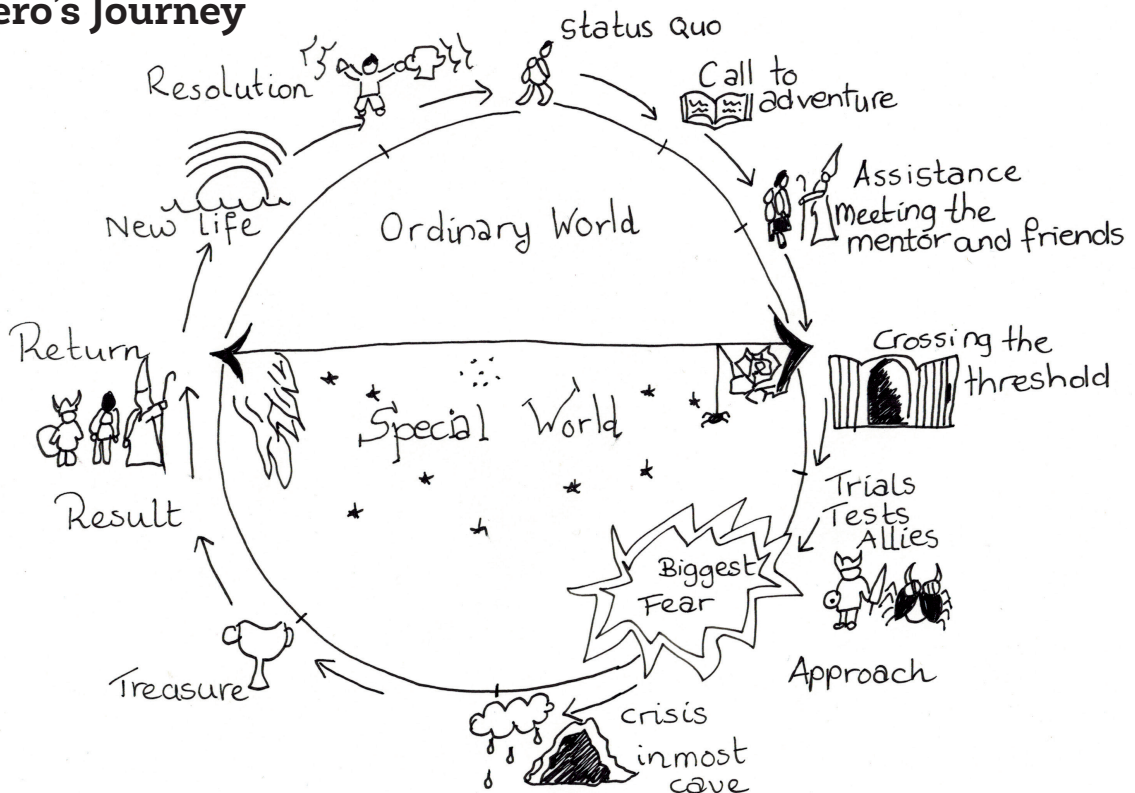 ero's Journey
Status Quo
Call to
adventure
Assistance
meeting the
mentor and friends
Crossing the
threshold
Trials
Tests
Allies
Approach
Biggest
Fear
crisis
inmost
cave
Treasure
Result
Return
New life
Resolution
Ordinary World
Special World